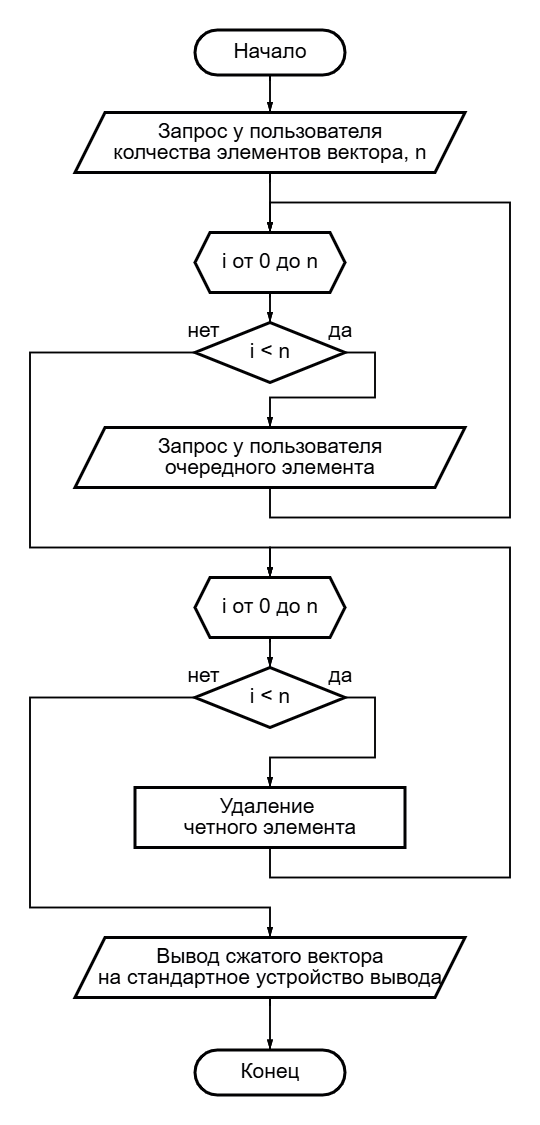 Начало
Запрос у пользователя
колчества элементов вектора, n
i от 0 до n
нет
да
i < n
Запрос у пользователя
очередного элемента
i от 0 до n
нет
да
i < n
Удаление
четного элемента
Вывод сжатого вектора
на стандартное устройство вывода
Конец